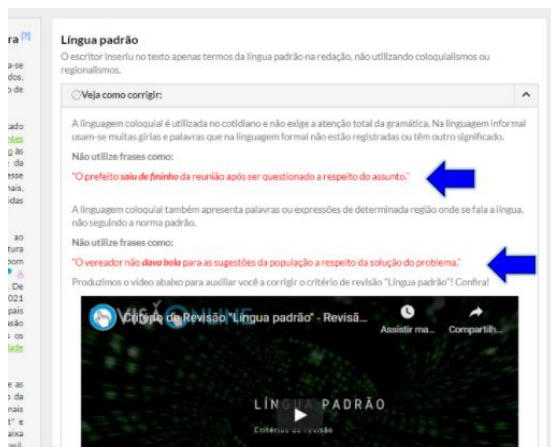 ra [?]
Língua padrão
O escritor inseriu no texto apenas termos da língua padrão na redação, não utilizando coloquialismos ou
regionalismos.
Veja como corrigir:
A linguagem coloquial é utilizada no cotidiano e não exige a atenção total da gramática. Na linguagem informal
usam-se muitas gírias e palavras que na linguagem formal não estão registradas ou têm outro significado.
Não utilize frases como:
"O prefeito saiu de fininho da reunião após ser questionado a respeito do assunto."
A linguagem coloquial também apresenta palavras ou expressões de determinada região onde se fala a língua,
não seguindo a norma padrão.
Não utilize frases como:
"O vereador não dava bola para as sugestões da população a respeito da solução do problema."
Produzimos o vídeo abaixo para auxiliar você a corrigir o critério de revisão "Língua padrão"! Confira!
Critério de Revisão "Língua padrão" - Revisã...
Assistir ma...
Compartilh...
LÍNGUA PADRÃO
Critérios de revisão